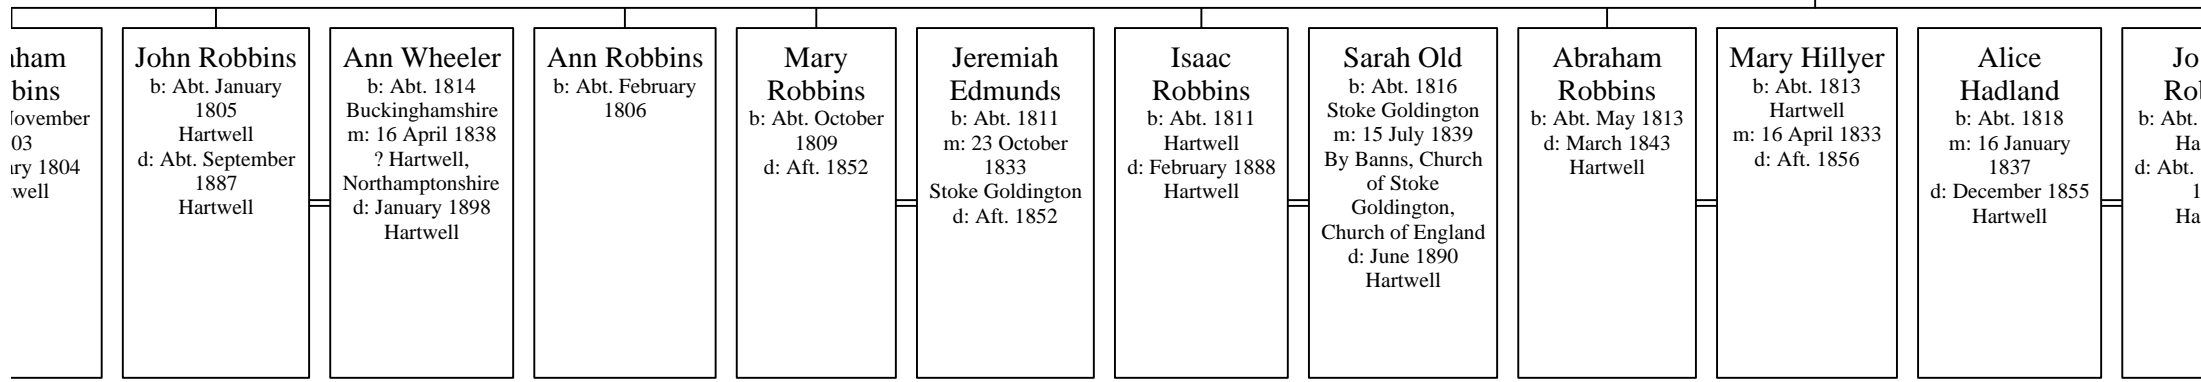 03
1804
John Robbins
b: Abt. January
1805
Hartwell
d: Abt. September
1887
Hartwell
Ann Wheeler
b: Abt. 1814
Buckinghamshire
m: 16 April 1838
? Hartwell,
Northamptonshire
d: January 1898
Hartwell
Ann Robbins
b: Abt. February
1806
Mary
Robbins
b: Abt. October
1809
d: Aft. 1852
Jeremiah
Edmunds
b: Abt. 1811
m: 23 October
1833
Stoke Goldington
d: Aft. 1852
Isaac
Robbins
b: Abt. 1811
Hartwell
d: February 1888
Hartwell
Sarah Old
b: Abt. 1816
Stoke Goldington
m: 15 July 1839
By Banns, Church
of Stoke
Goldington,
Church of England
d: June 1890
Hartwell
Abraham
Robbins
b: Abt. May 1813
d: March 1843
Hartwell
Mary Hillyer
b: Abt. 1813
Hartwell
m: 16 April 1833
d: Aft. 1856
Alice
Hadland
b: Abt. 1818
m: 16 January
1837
d: December 1855
Hartwell
b: Abt.
d: Abt.